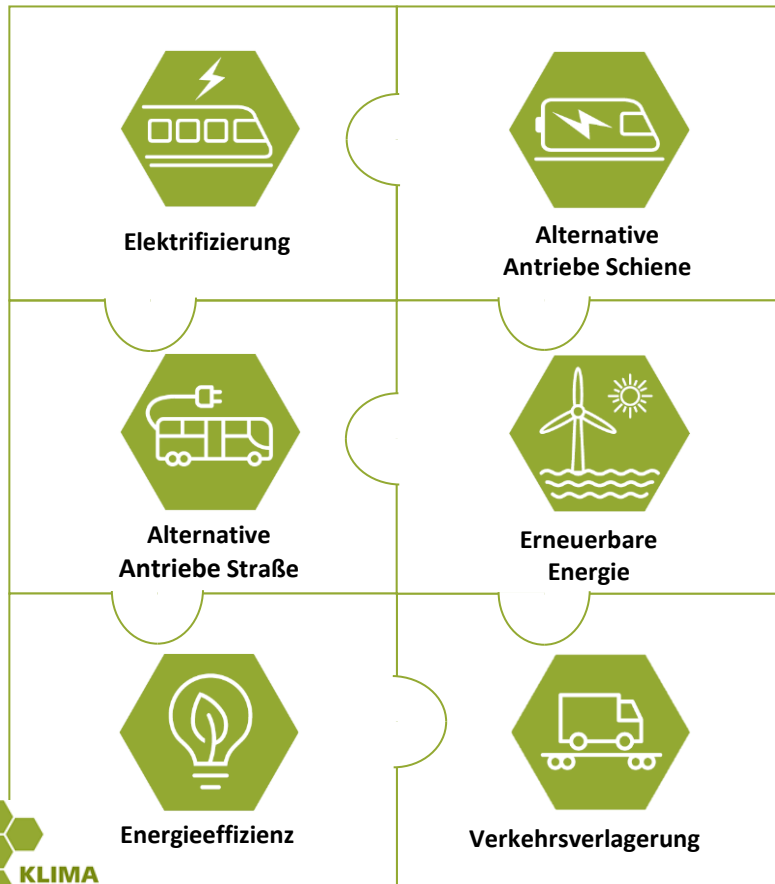 Elektrifizierung
Alternative
Antriebe Schiene
Alternative
Antriebe Straße
Erneuerbare
Energie
Energieeffizienz
Verkehrsverlagerung
KLIMA